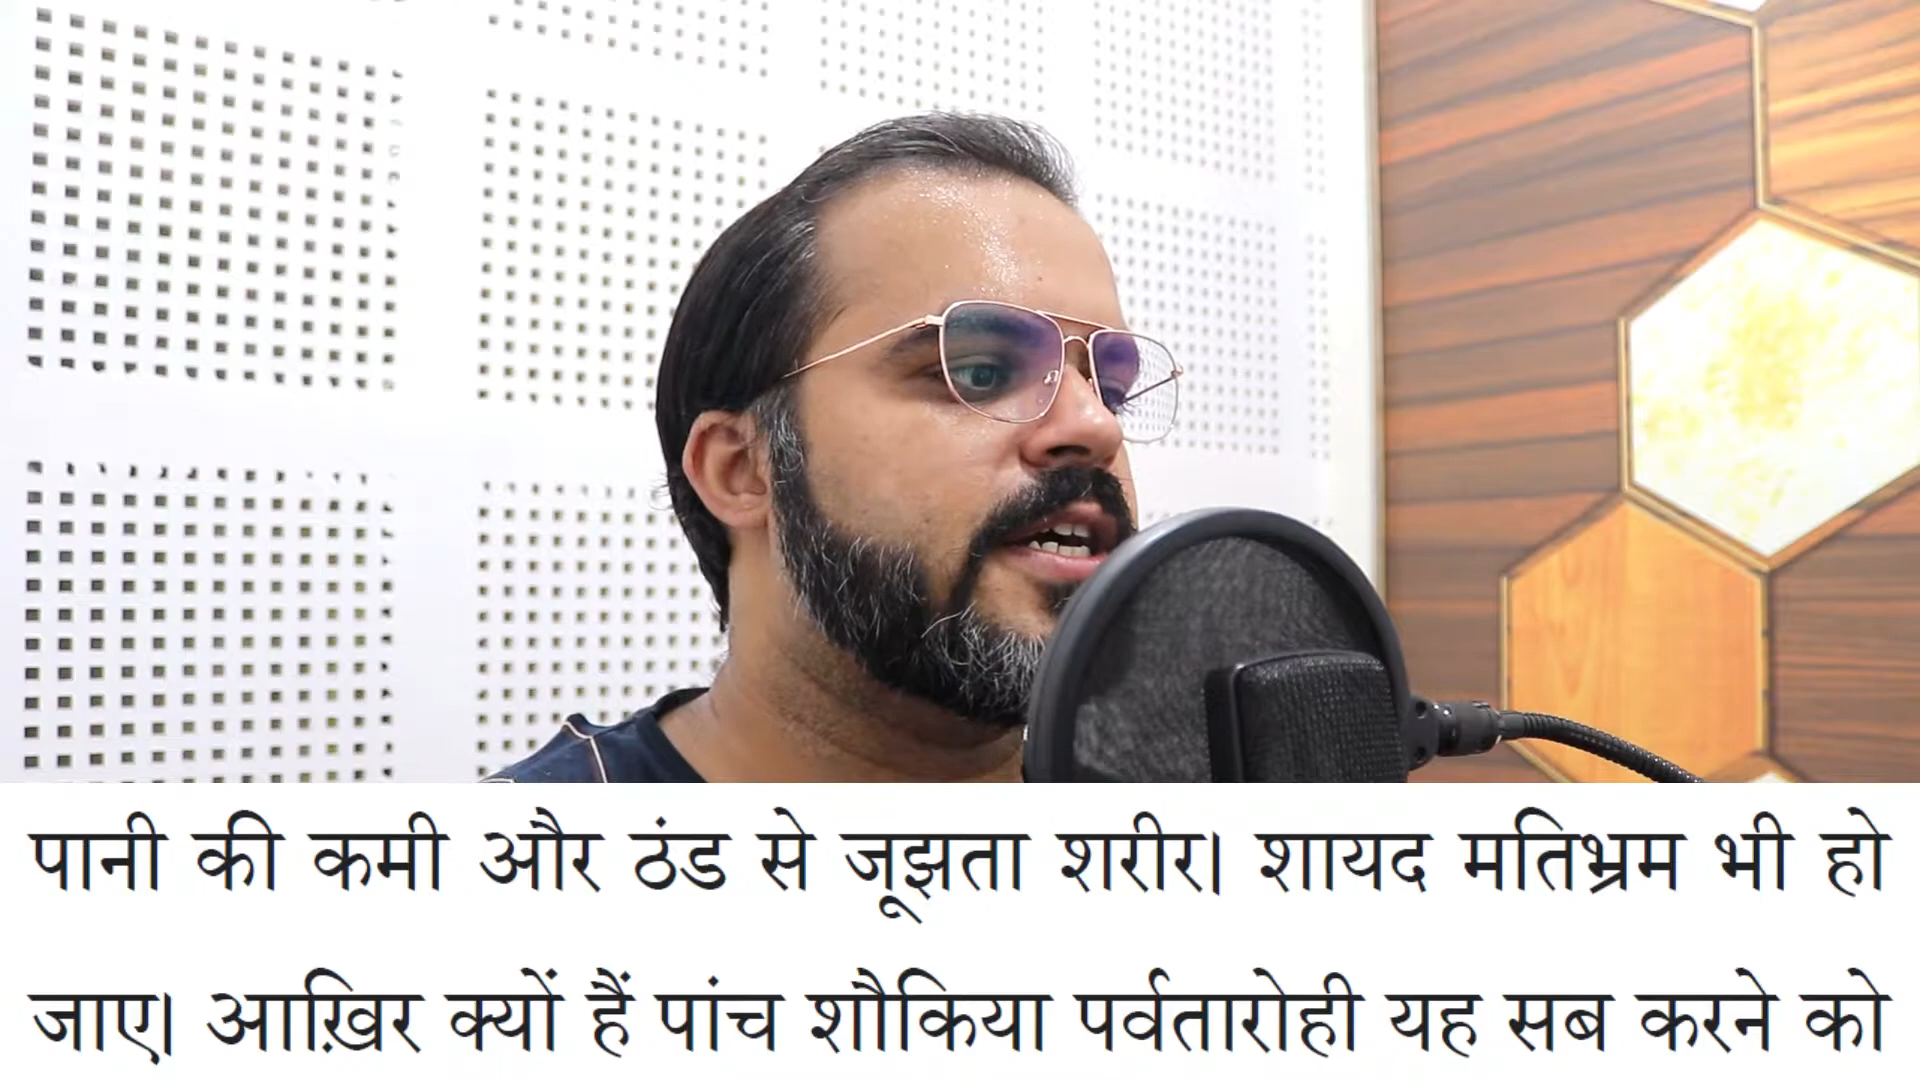 पानी की कमी और ठंड से जूझता शरीर। शायद मतिभ्रम भी हो
जाए। आख़िर क्यों हैं पांच शौकिया पर्वतारोही यह सब करने को